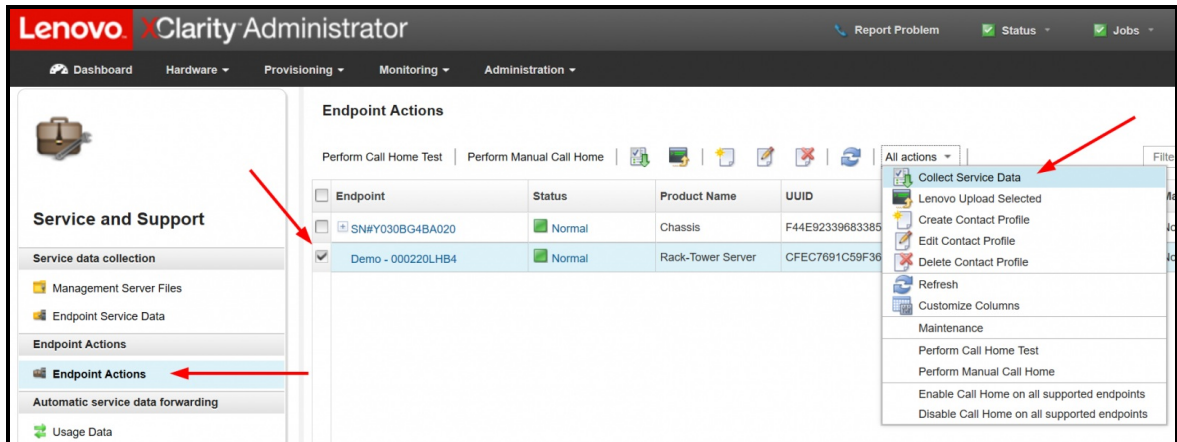 Lenovo. XClarity Administrator
Report Problem Status Jobs
Dashboard Hardware Provisioning Monitoring Administration
Endpoint Actions
Perform Call Home Test | Perform Manual Call Home | All actions Filte
Endpoint Status Product Name UUID
SN#Y030BG4BA020 Normal Chassis F44E92339683385
Demo - 000220LHB4 Normal Rack-Tower Server CFEC7691C59F36
Collect Service Data
Lenovo Upload Selected
Create Contact Profile
Edit Contact Profile
Delete Contact Profile
Refresh
Customize Columns
Maintenance
Perform Call Home Test
Perform Manual Call Home
Enable Call Home on all supported endpoints
Disable Call Home on all supported endpoints
Service and Support
Service data collection
Management Server Files
Endpoint Service Data
Endpoint Actions
Endpoint Actions
Automatic service data forwarding
Usage Data